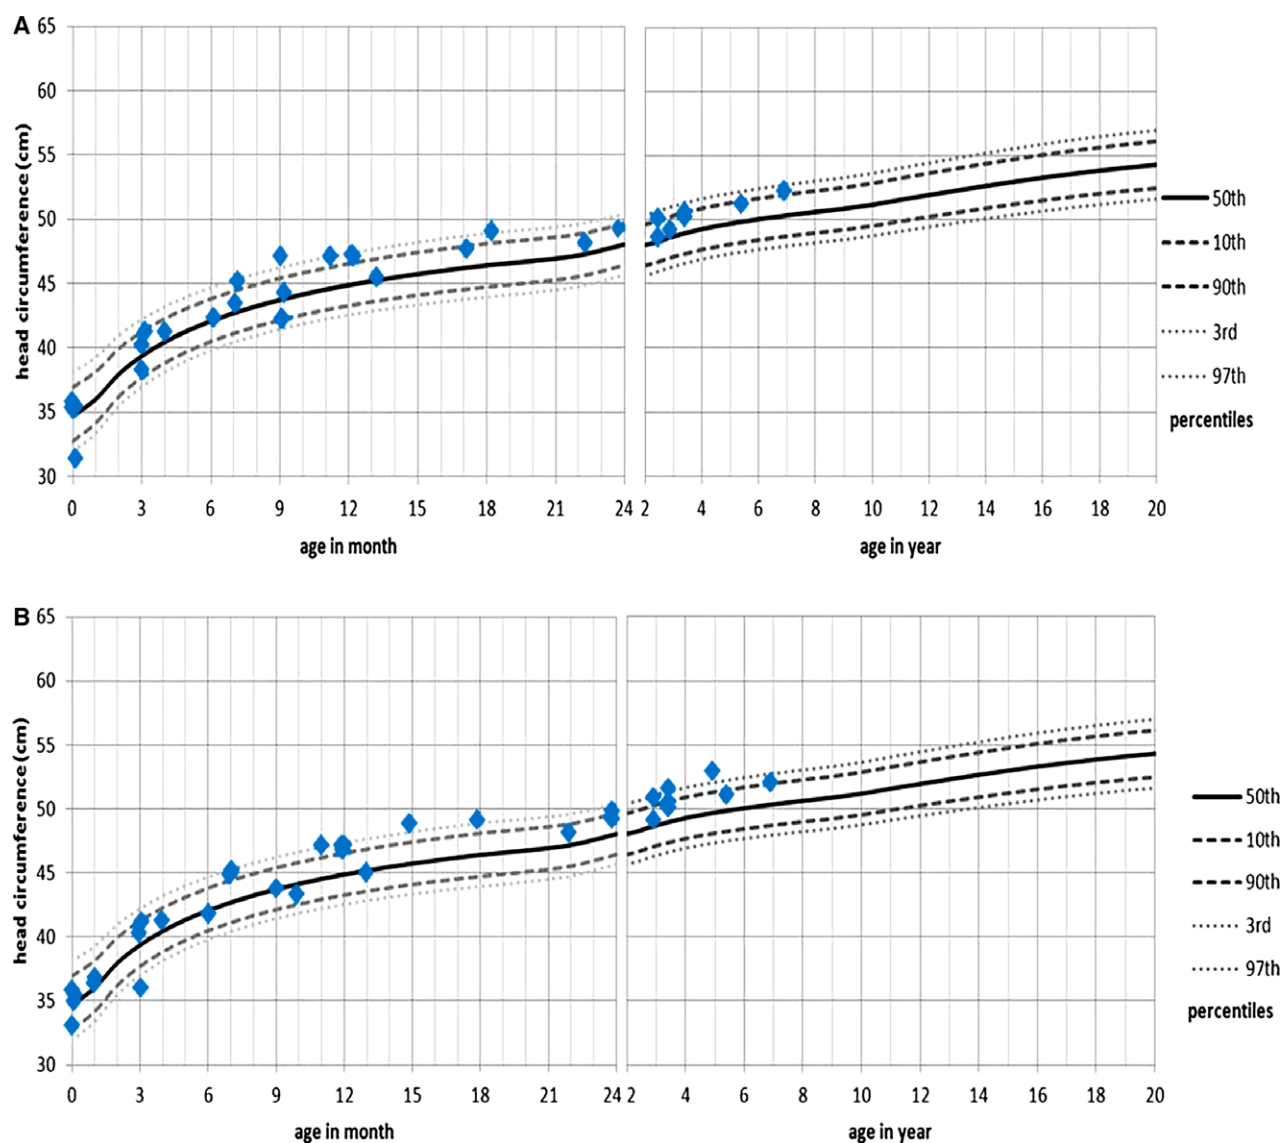 A
65
60
55
50
45
40
35
30
head circumference (cm)
0 3 6 9 12 15 18 21 24 2 4 6 8 10 12 14 16 18 20
age in month age in year
50th
10th
90th
3rd
97th
percentiles
B
65
60
55
50
45
40
35
30
head circumference (cm)
0 3 6 9 12 15 18 21 24 2 4 6 8 10 12 14 16 18 20
age in month age in year
50th
10th
90th
3rd
97th
percentiles